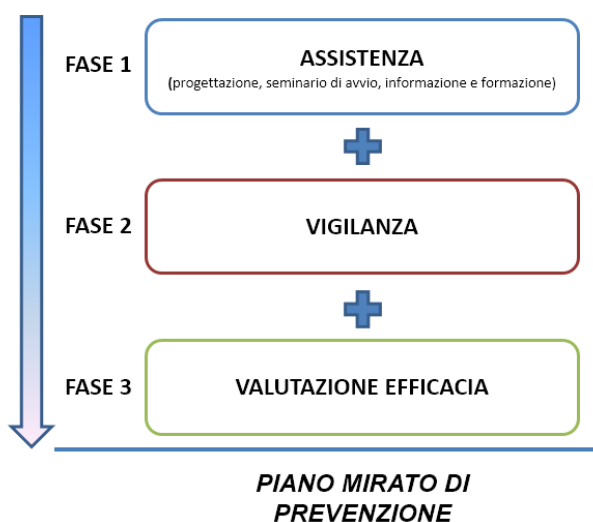 FASE 1
ASSISTENZA
(progettazione, seminario di avvio, informazione e formazione)
FASE 2
VIGILANZA
FASE 3
VALUTAZIONE EFFICACIA
PIANO MIRATO DI
PREVENZIONE